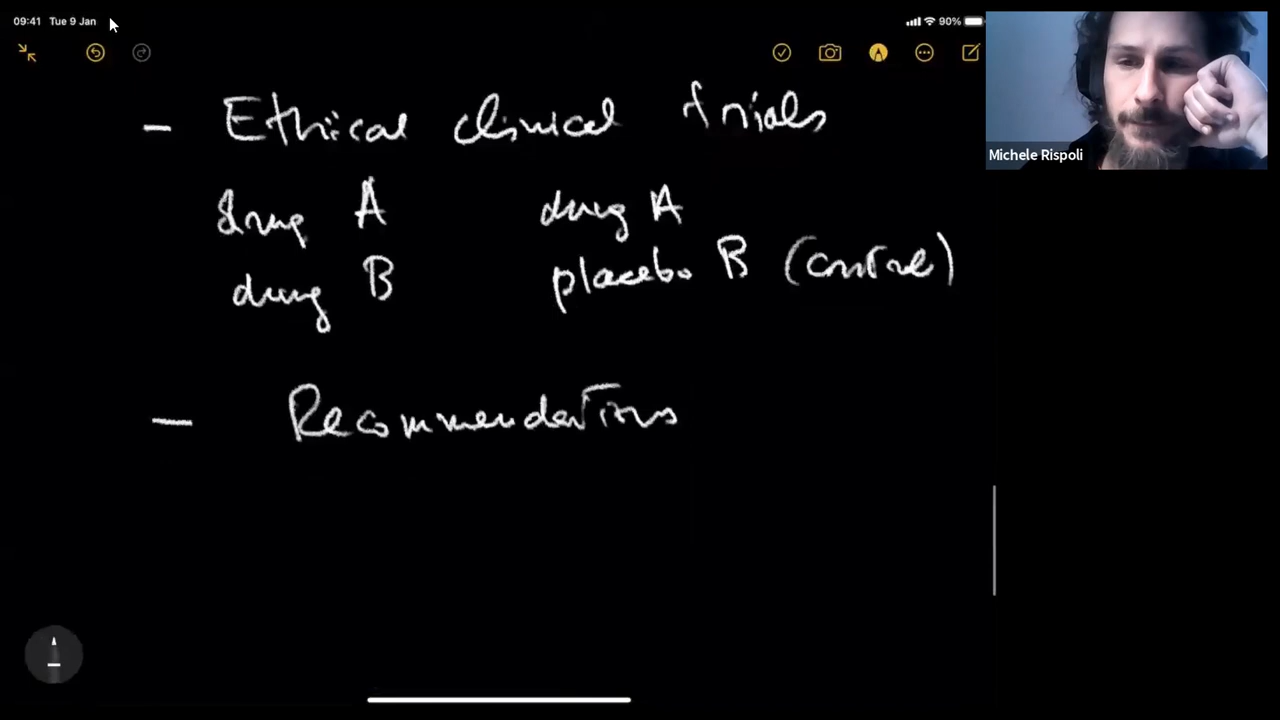 09:41 Tue 9 Jan 90%
Michele Rispoli
- Ethical clinical trials
drug A drug A
drug B placebo B (control)
- Recommendations